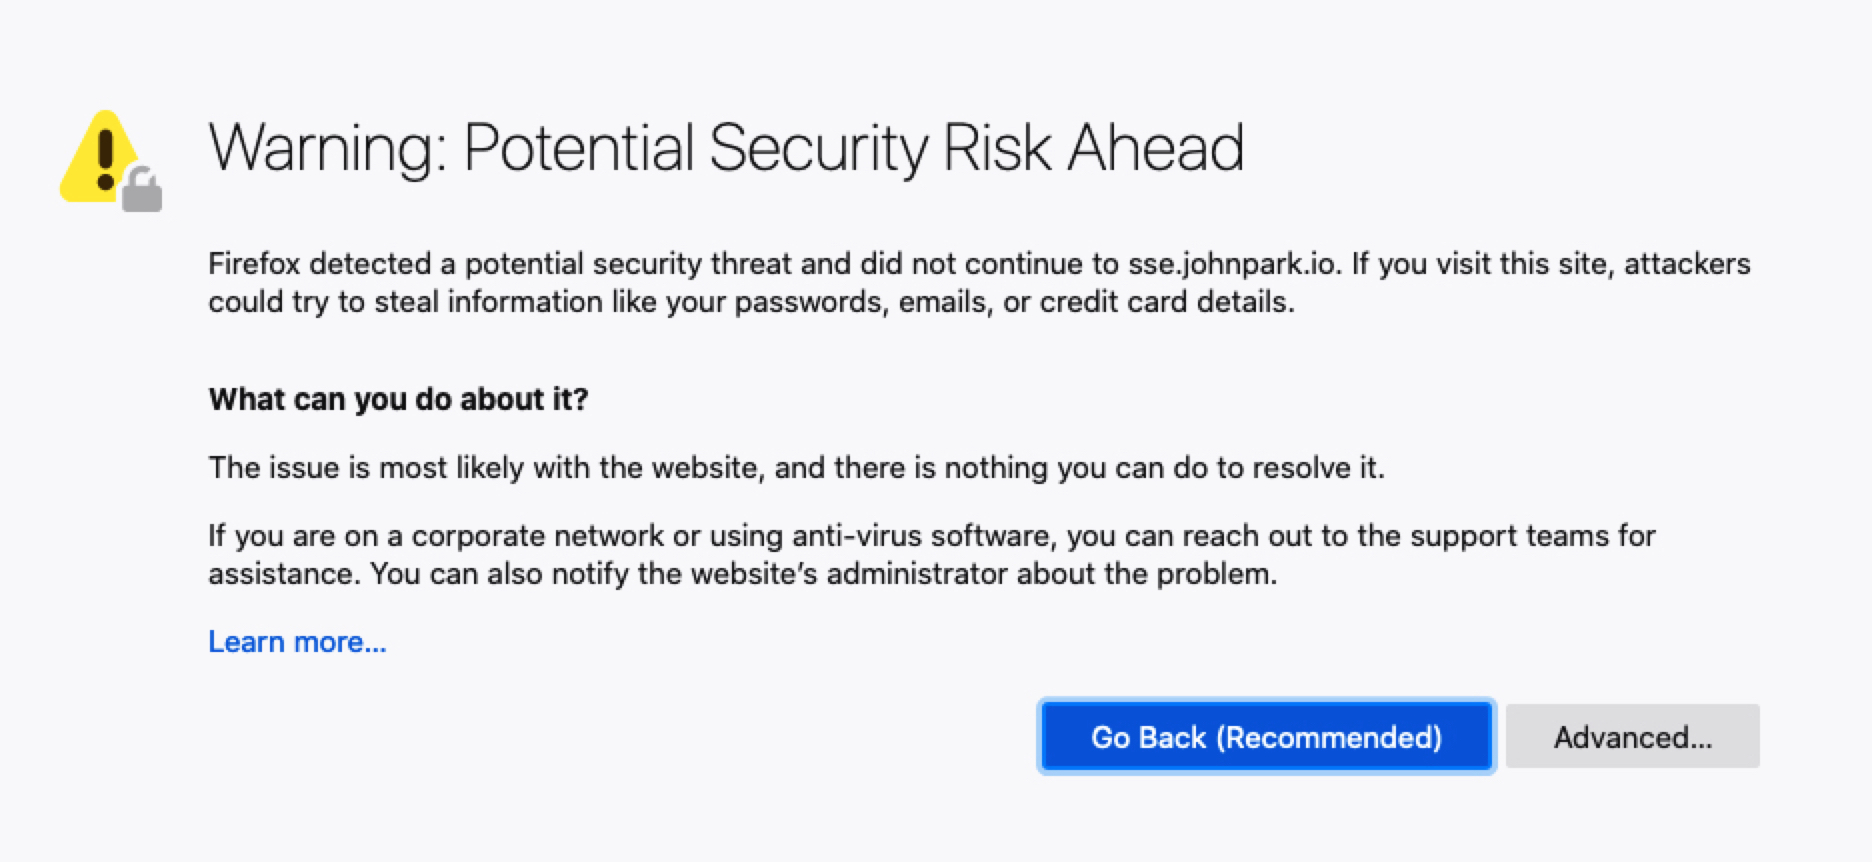 Warning: Potential Security Risk Ahead
Firefox detected a potential security threat and did not continue to sse.johnpark.io. If you visit this site, attackers
could try to steal information like your passwords, emails, or credit card details.
What can you do about it?
The issue is most likely with the website, and there is nothing you can do to resolve it.
If you are on a corporate network or using anti-virus software, you can reach out to the support teams for
assistance. You can also notify the website’s administrator about the problem.
Learn more…
Go Back (Recommended)
Advanced…